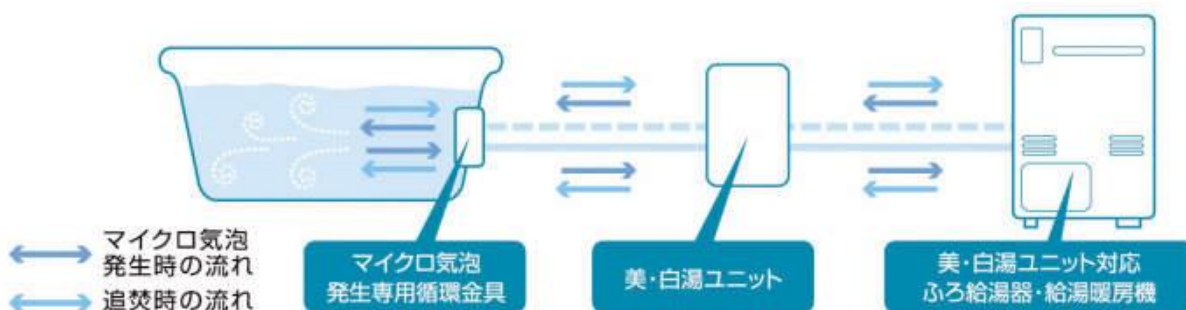 マイクロ気泡
発生時の流れ
追焚時の流れ
マイクロ気泡
発生専用循環金具
美・白湯ユニット
美・白湯ユニット対応
ふろ給湯器・給湯暖房機